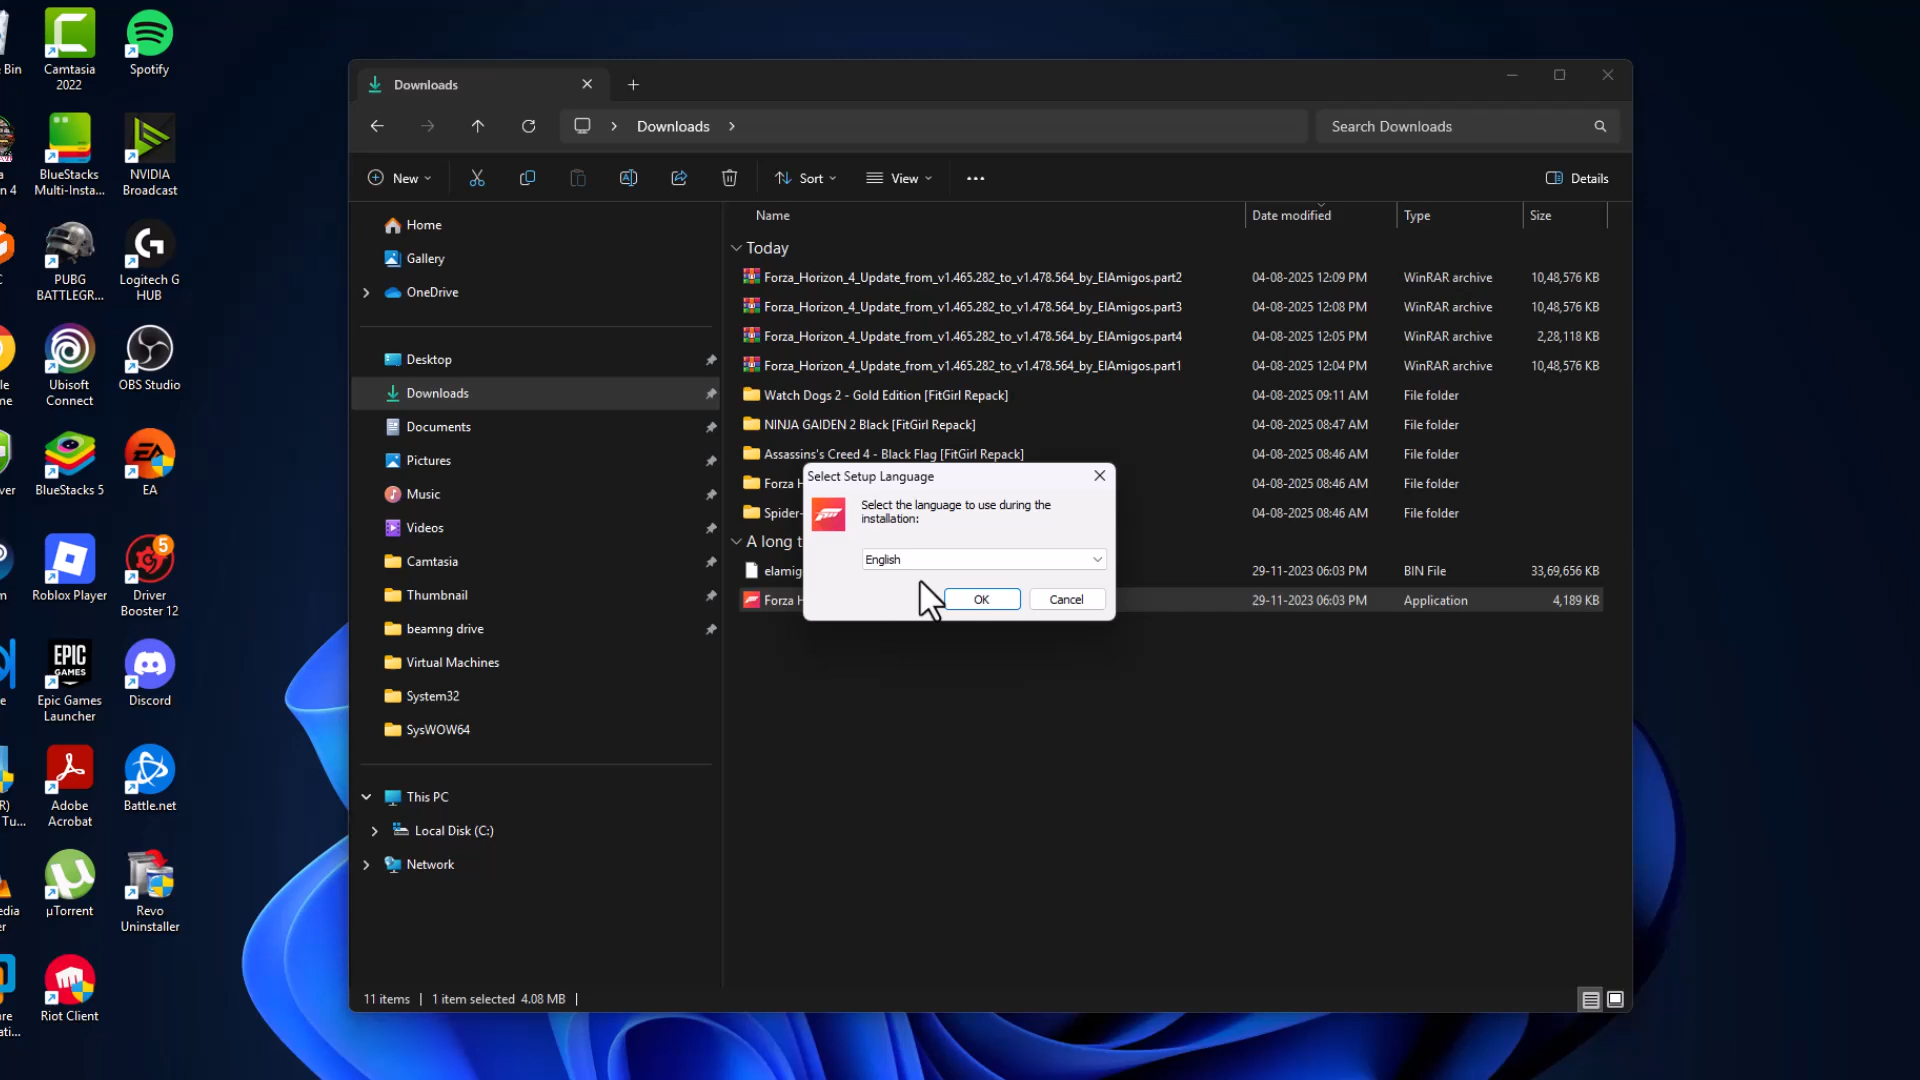 Bin
Camtasia
2022
Spotify
n 4
BlueStacks
Multi-Insta...
NVIDIA
Broadcast
PUBG
BATTLEGR...
Logitech G
HUB
Ubisoft
Connect
OBS Studio
BlueStacks 5
EA
Roblox Player
5
Driver
Booster 12
EPIC
GAMES
Epic Games
Launcher
Discord
R)
Tu...
Adobe
Acrobat
Battle.net
µTorrent
Revo
Uninstaller
Riot Client
Downloads
Downloads
Search Downloads
New
Sort
View
Details
Home
Gallery
OneDrive
Desktop
Downloads
Documents
Pictures
Music
Videos
Camtasia
Thumbnail
beamng drive
Virtual Machines
System32
SysWOW64
This PC
Local Disk (C:)
Network
Name Date modified Type Size
Today
Forza_Horizon_4_Update_from_v1.465.282_to_v1.478.564_by_ElAmigos.part2 04-08-2025 12:09 PM WinRAR archive 10,48,576 KB
Forza_Horizon_4_Update_from_v1.465.282_to_v1.478.564_by_ElAmigos.part3 04-08-2025 12:08 PM WinRAR archive 10,48,576 KB
Forza_Horizon_4_Update_from_v1.465.282_to_v1.478.564_by_ElAmigos.part4 04-08-2025 12:05 PM WinRAR archive 2,28,118 KB
Forza_Horizon_4_Update_from_v1.465.282_to_v1.478.564_by_ElAmigos.part1 04-08-2025 12:04 PM WinRAR archive 10,48,576 KB
Watch Dogs 2 - Gold Edition [FitGirl Repack] 04-08-2025 09:11 AM File folder
NINJA GAIDEN 2 Black [FitGirl Repack] 04-08-2025 08:47 AM File folder
Assassins's Creed 4 - Black Flag [FitGirl Repack] 04-08-2025 08:46 AM File folder
Forza H 04-08-2025 08:46 AM File folder
Spider- 04-08-2025 08:46 AM File folder
A long t
elamig 29-11-2023 06:03 PM BIN File 33,69,656 KB
Forza H 29-11-2023 06:03 PM Application 4,189 KB
Select Setup Language
Select the language to use during the
installation:
English
OK Cancel
11 items | 1 item selected 4.08 MB |